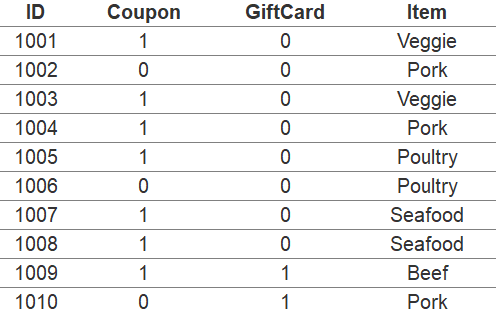 ID Coupon GiftCard Item
1001 1 0 Veggie
1002 0 0 Pork
1003 1 0 Veggie
1004 1 0 Pork
1005 1 0 Poultry
1006 0 0 Poultry
1007 1 0 Seafood
1008 1 0 Seafood
1009 1 1 Beef
1010 0 1 Pork